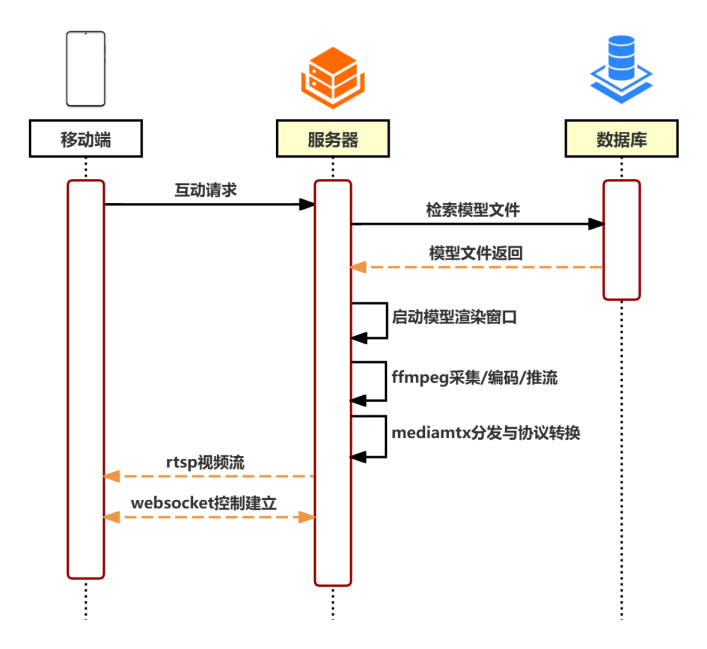 移动端
服务器
数据库
互动请求
检索模型文件
模型文件返回
启动模型渲染窗口
ffmpeg采集/编码/推流
mediamtx分发与协议转换
rtsp视频流
websocket控制建立